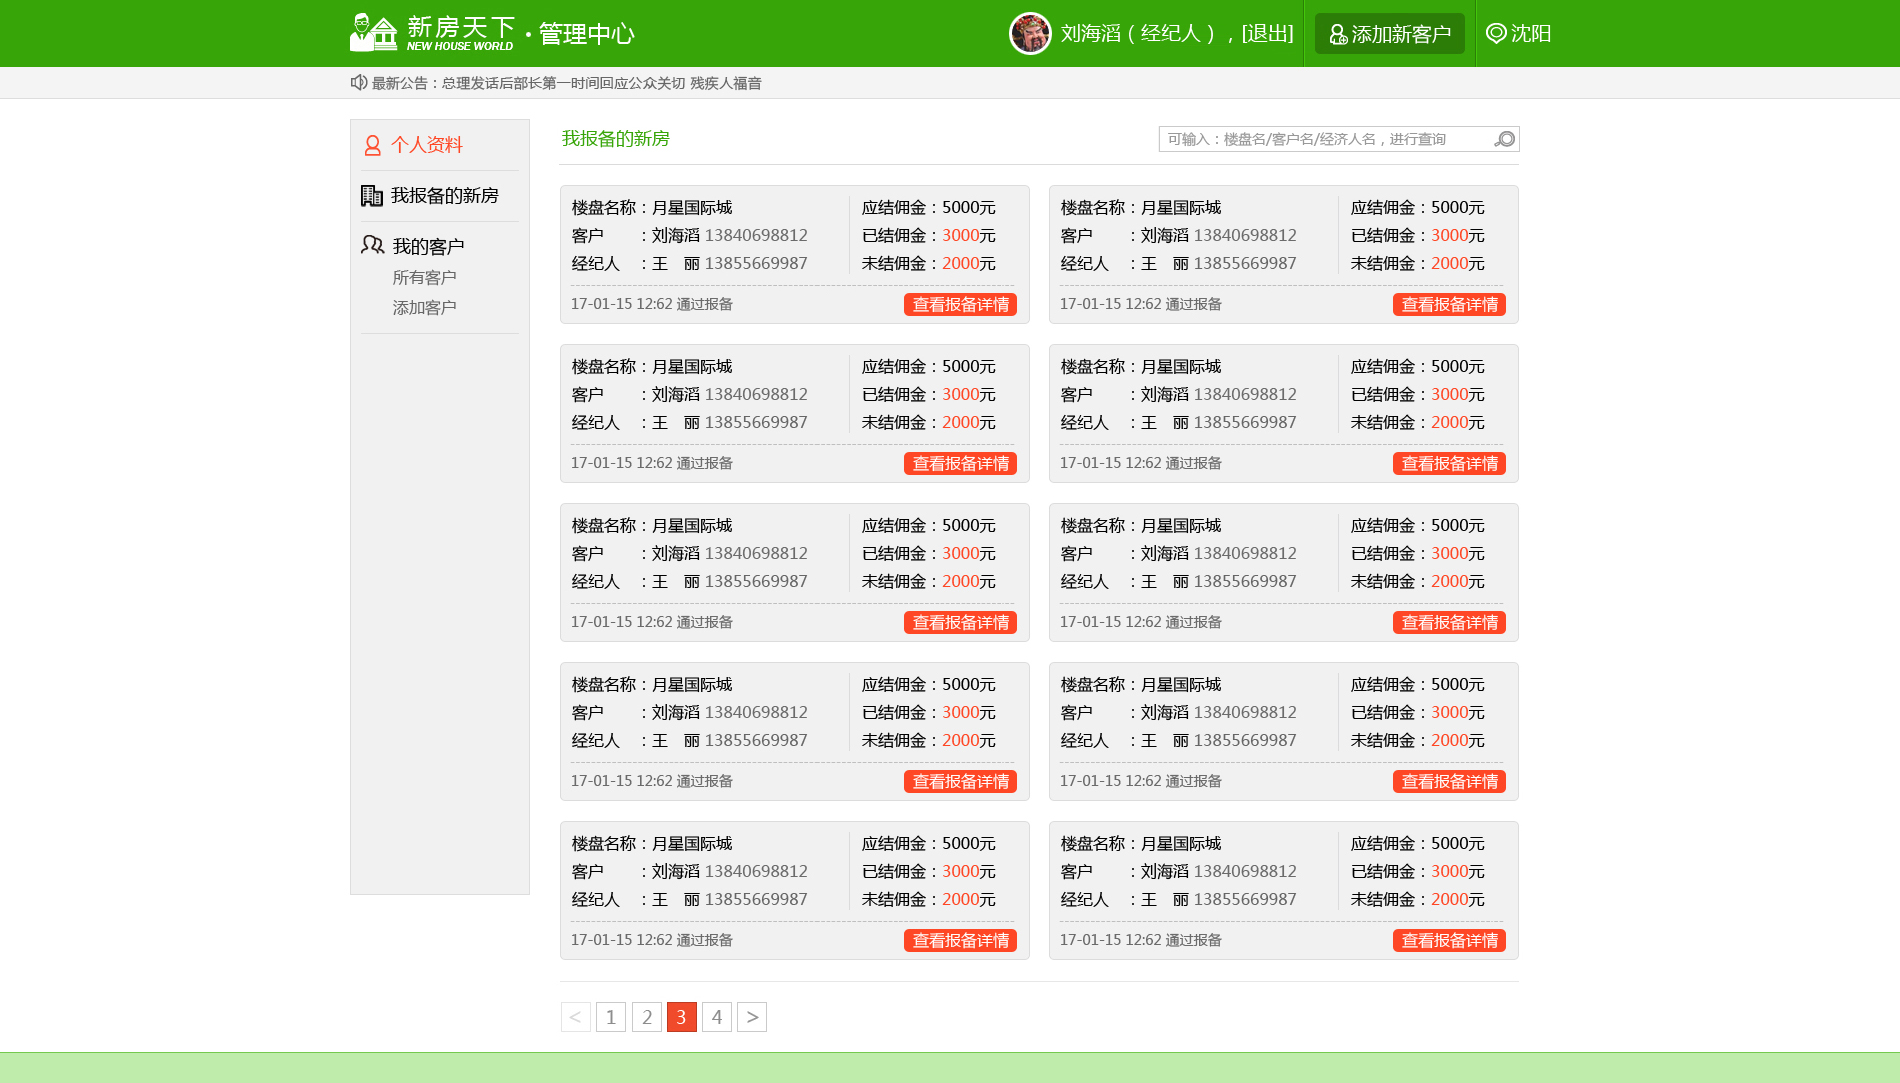 新房天下
NEW HOUSE WORLD
·管理中心
刘海滔（经纪人），[退出]
添加新客户
沈阳
最新公告：总理发话后部长第一时间回应公众关切 残疾人福音
个人资料
我报备的新房
我的客户
所有客户
添加客户
我报备的新房
可输入：楼盘名/客户名/经济人名，进行查询
楼盘名称：月星国际城 应结佣金：5000元
客户 ：刘海滔 13840698812 已结佣金：3000元
经纪人 ：王 丽 13855669987 未结佣金：2000元
17-01-15 12:62 通过报备 查看报备详情
楼盘名称：月星国际城 应结佣金：5000元
客户 ：刘海滔 13840698812 已结佣金：3000元
经纪人 ：王 丽 13855669987 未结佣金：2000元
17-01-15 12:62 通过报备 查看报备详情
楼盘名称：月星国际城 应结佣金：5000元
客户 ：刘海滔 13840698812 已结佣金：3000元
经纪人 ：王 丽 13855669987 未结佣金：2000元
17-01-15 12:62 通过报备 查看报备详情
楼盘名称：月星国际城 应结佣金：5000元
客户 ：刘海滔 13840698812 已结佣金：3000元
经纪人 ：王 丽 13855669987 未结佣金：2000元
17-01-15 12:62 通过报备 查看报备详情
楼盘名称：月星国际城 应结佣金：5000元
客户 ：刘海滔 13840698812 已结佣金：3000元
经纪人 ：王 丽 13855669987 未结佣金：2000元
17-01-15 12:62 通过报备 查看报备详情
楼盘名称：月星国际城 应结佣金：5000元
客户 ：刘海滔 13840698812 已结佣金：3000元
经纪人 ：王 丽 13855669987 未结佣金：2000元
17-01-15 12:62 通过报备 查看报备详情
楼盘名称：月星国际城 应结佣金：5000元
客户 ：刘海滔 13840698812 已结佣金：3000元
经纪人 ：王 丽 13855669987 未结佣金：2000元
17-01-15 12:62 通过报备 查看报备详情
楼盘名称：月星国际城 应结佣金：5000元
客户 ：刘海滔 13840698812 已结佣金：3000元
经纪人 ：王 丽 13855669987 未结佣金：2000元
17-01-15 12:62 通过报备 查看报备详情
楼盘名称：月星国际城 应结佣金：5000元
客户 ：刘海滔 13840698812 已结佣金：3000元
经纪人 ：王 丽 13855669987 未结佣金：2000元
17-01-15 12:62 通过报备 查看报备详情
楼盘名称：月星国际城 应结佣金：5000元
客户 ：刘海滔 13840698812 已结佣金：3000元
经纪人 ：王 丽 13855669987 未结佣金：2000元
17-01-15 12:62 通过报备 查看报备详情
< 1 2 3 4 >